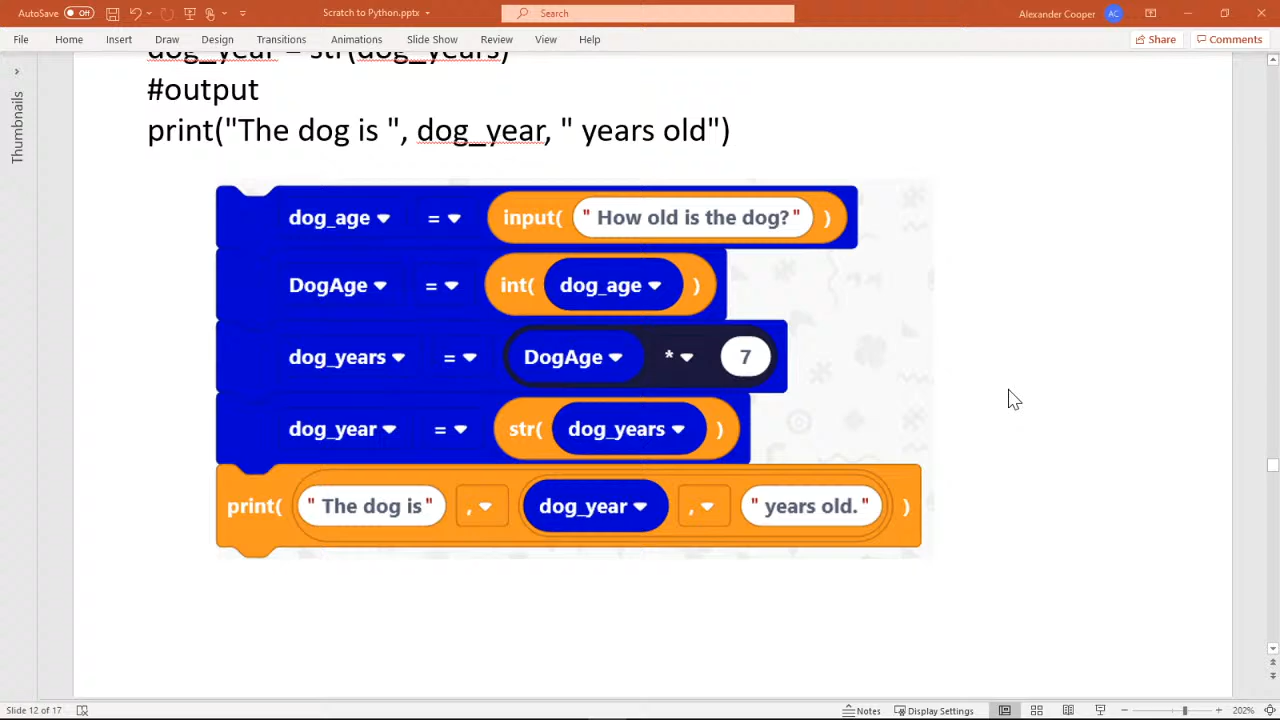 AutoSave Off Scratch to Python.pptx Search Alexander Cooper AC
File Home Insert Draw Design Transitions Animations Slide Show Review View Help Share Comments
Thumbnails
dog_year = str(dog_years)
#output
print("The dog is ", dog_year, " years old")
dog_age = input( " How old is the dog? " )
DogAge = int( dog_age )
dog_years = DogAge * 7
dog_year = str( dog_years )
print( " The dog is " , dog_year , " years old. " )
Slide 12 of 17 Notes Display Settings 202%